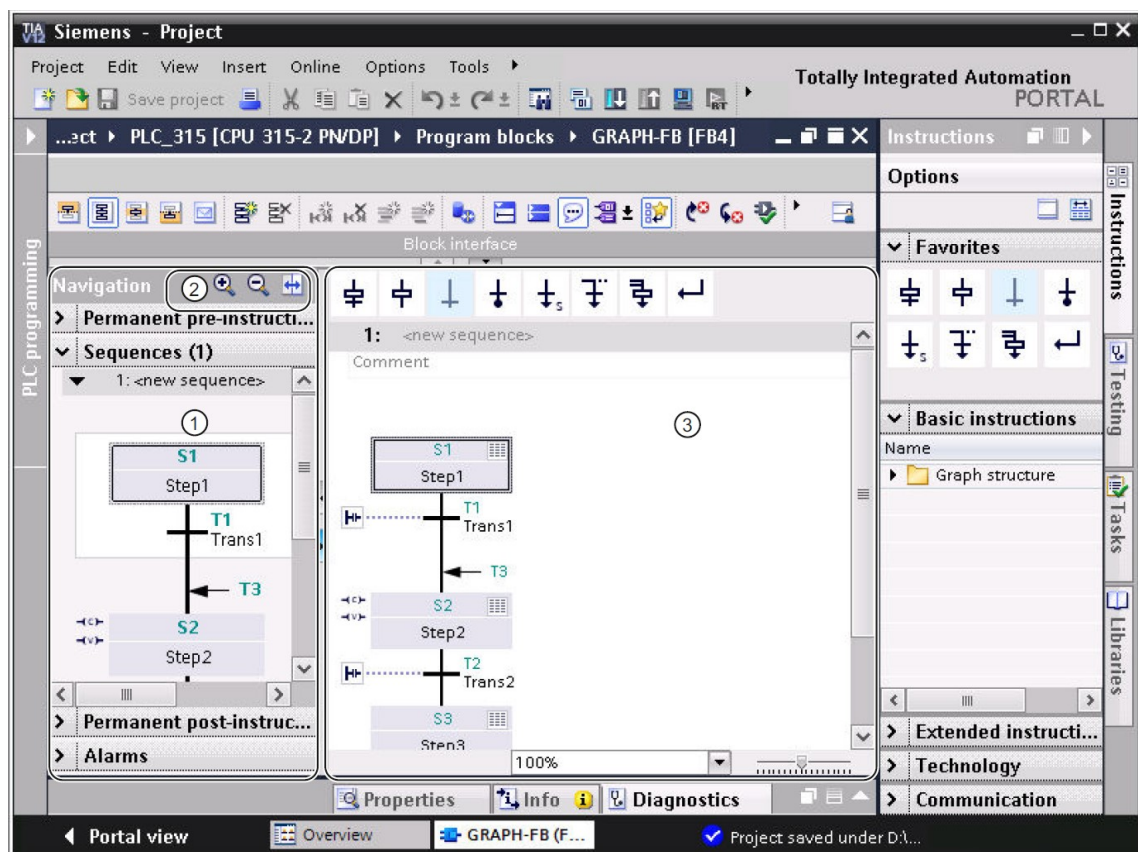 TIA V12 Siemens - Project
Project Edit View Insert Online Options Tools
Totally Integrated Automation
PORTAL
Save project
...ect PLC_315 [CPU 315-2 PN/DP] Program blocks GRAPH-FB [FB4]
Instructions
Options
Block interface
Favorites
PLC programming
Navigation
2
Permanent pre-instructi...
Sequences (1)
1: <new sequence>
1
S1
Step1
T1
Trans1
T3
S2
Step2
Permanent post-instruc...
Alarms
1: <new sequence>
Comment
3
S1
Step1
T1
Trans1
T3
S2
Step2
T2
Trans2
S3
Step3
100%
Basic instructions
Name
Graph structure
Extended instructi...
Technology
Communication
Instructions
Testing
Tasks
Libraries
Properties Info Diagnostics
Portal view Overview GRAPH-FB (F... Project saved under D:\...